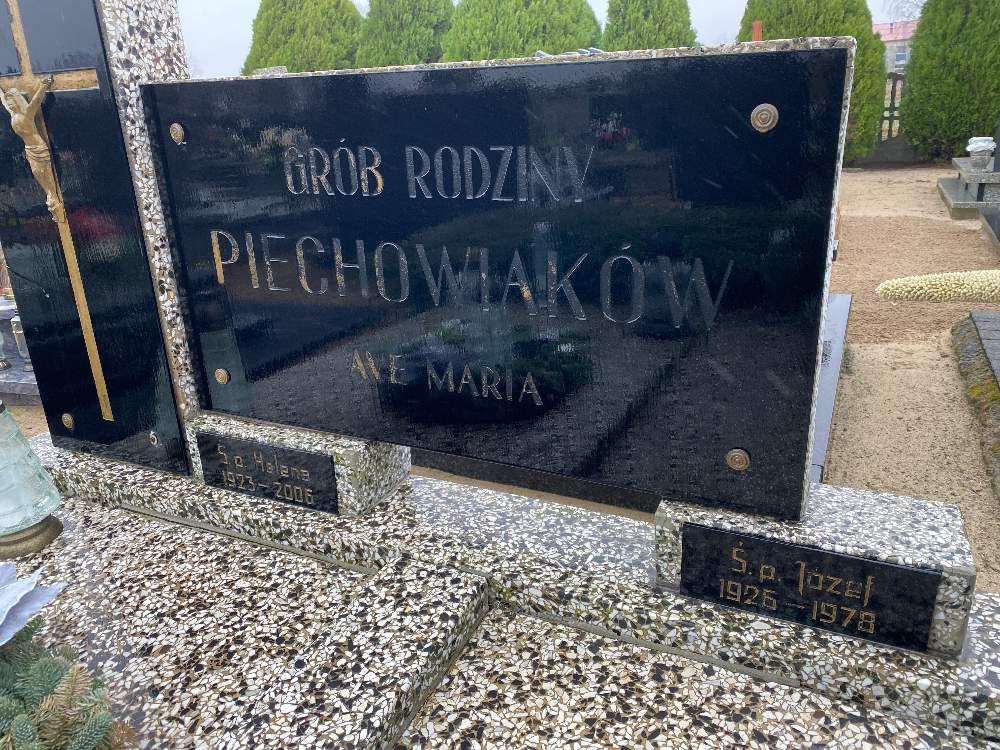 GRÓB RODZINY
PIECHOWIAKÓW
AVE MARIA
Ś.p. Helena
1923-2006
Ś.p. Józef
1926-1978